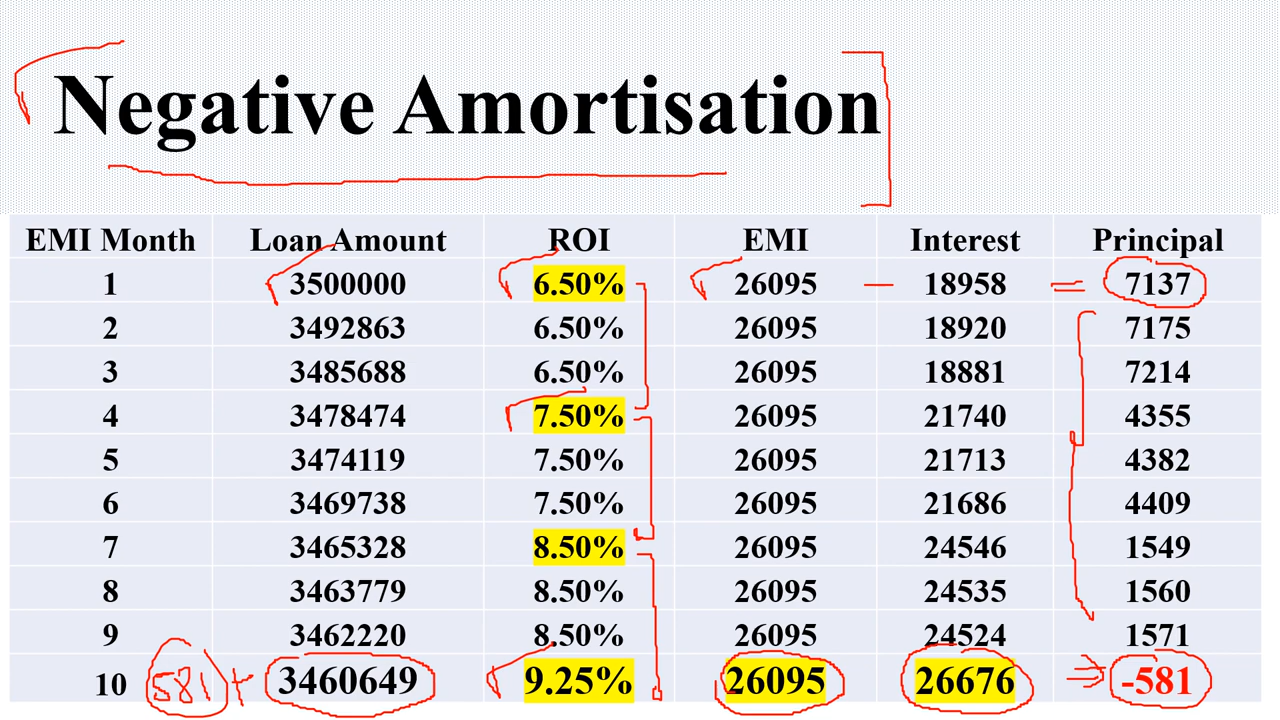 Negative Amortisation
EMI Month Loan Amount ROI EMI Interest Principal
1 3500000 6.50% 26095 18958 7137
2 3492863 6.50% 26095 18920 7175
3 3485688 6.50% 26095 18881 7214
4 3478474 7.50% 26095 21740 4355
5 3474119 7.50% 26095 21713 4382
6 3469738 7.50% 26095 21686 4409
7 3465328 8.50% 26095 24546 1549
8 3463779 8.50% 26095 24535 1560
9 3462220 8.50% 26095 24524 1571
10 581+ 3460649 9.25% 26095 26676 ⇒ -581